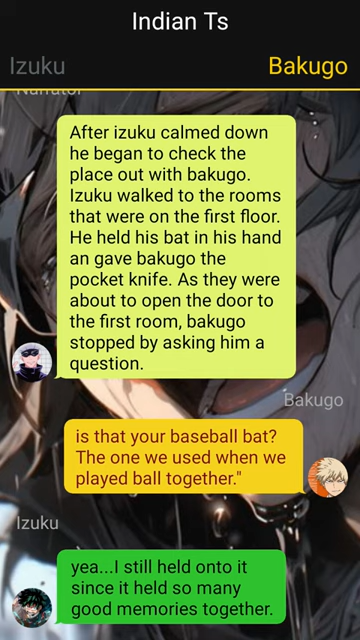 Indian Ts
Izuku
Bakugo
Narrator
After izuku calmed down
he began to check the
place out with bakugo.
Izuku walked to the rooms
that were on the first floor.
He held his bat in his hand
an gave bakugo the
pocket knife. As they were
about to open the door to
the first room, bakugo
stopped by asking him a
question.
Bakugo
is that your baseball bat?
The one we used when we
played ball together."
Izuku
yea...I still held onto it
since it held so many
good memories together.